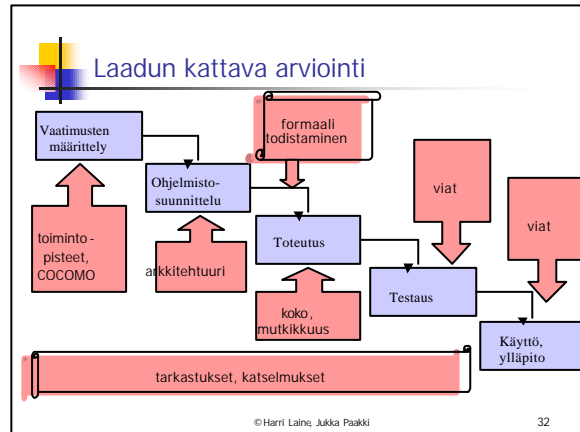 Laadun kattava arviointi
Vaatimusten
määrittely
formaali
todistaminen
Ohjelmisto-
suunnittelu
viat
viat
toiminto -
pisteet,
COCOMO
arkkitehtuuri
Toteutus
Testaus
koko,
mutkikkuus
Käyttö,
ylläpito
tarkastukset, katselmukset
© Harri Laine, Jukka Paakki
32